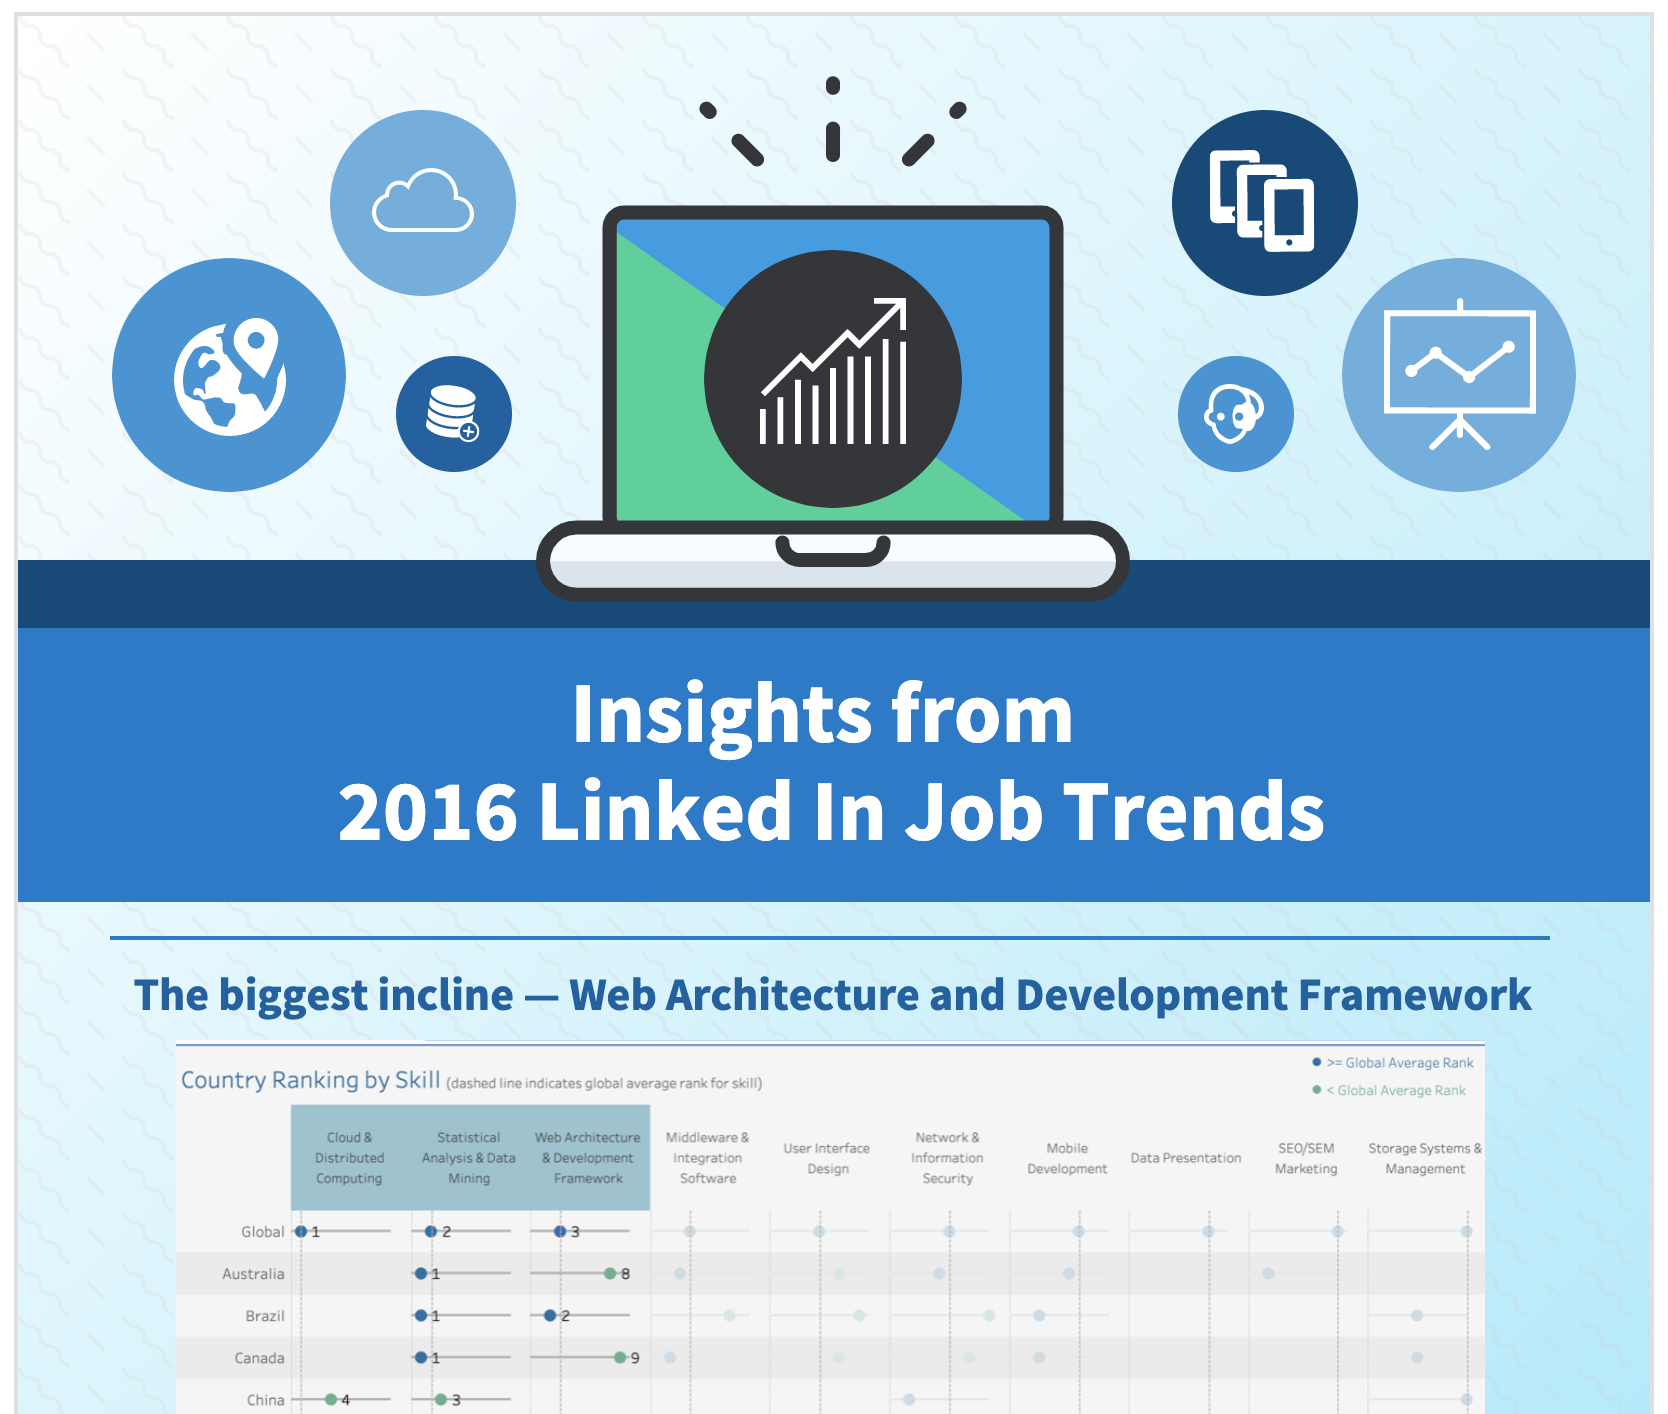 Insights from
2016 Linked In Job Trends
The biggest incline — Web Architecture and Development Framework
Country Ranking by Skill (dashed line indicates global average rank for skill)
>= Global Average Rank
< Global Average Rank
Cloud &
Distributed
Computing
Statistical
Analysis & Data
Mining
Web Architecture
& Development
Framework
Middleware &
Integration
Software
User Interface
Design
Network &
Information
Security
Mobile
Development
Data Presentation
SEO/SEM
Marketing
Storage Systems &
Management
Global 1 2 3
Australia 1 8
Brazil 1 2
Canada 1 9
China 4 3